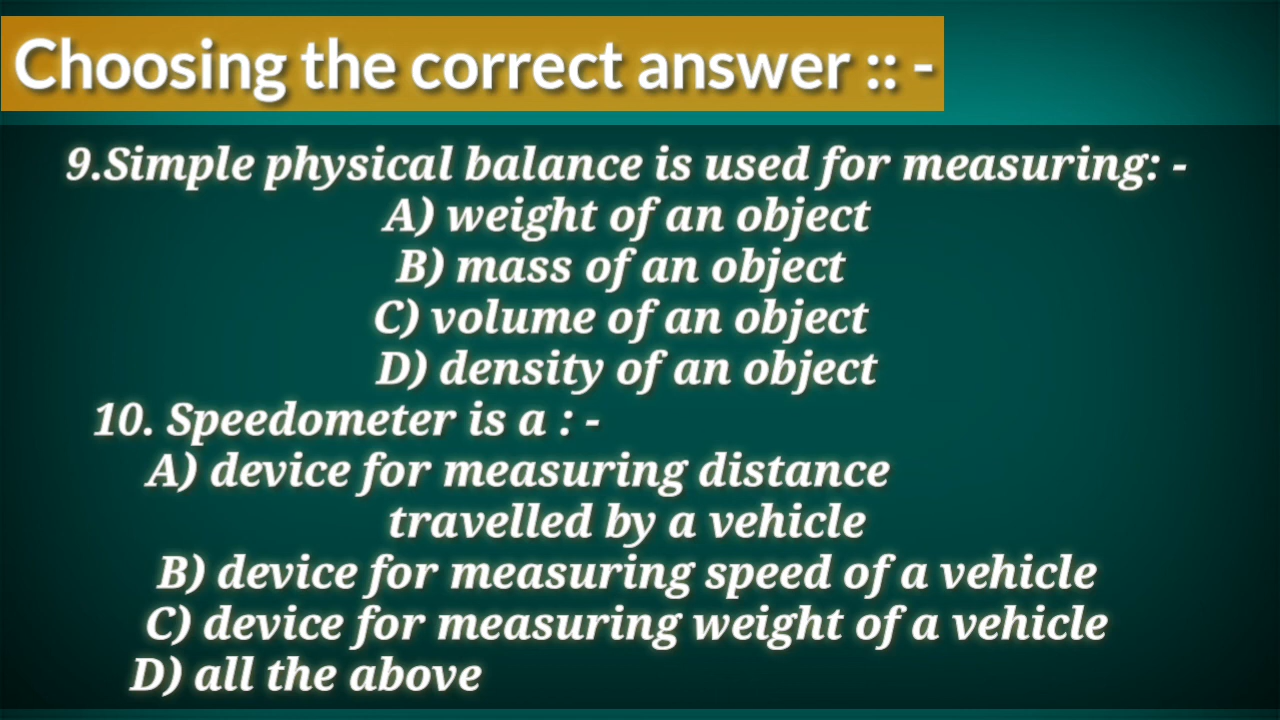 Choosing the correct answer :: -
9.Simple physical balance is used for measuring: -
A) weight of an object
B) mass of an object
C) volume of an object
D) density of an object
10. Speedometer is a : -
A) device for measuring distance
travelled by a vehicle
B) device for measuring speed of a vehicle
C) device for measuring weight of a vehicle
D) all the above